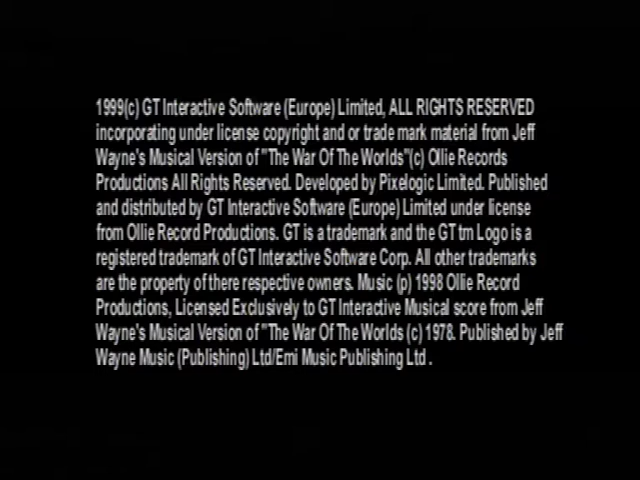 1999(c) GT Interactive Software (Europe) Limited, ALL RIGHTS RESERVED
incorporating under license copyright and or trade mark material from Jeff
Wayne's Musical Version of "The War Of The Worlds"(c) Ollie Records
Productions All Rights Reserved. Developed by Pixelogic Limited. Published
and distributed by GT Interactive Software (Europe) Limited under license
from Ollie Record Productions. GT is a trademark and the GT tm Logo is a
registered trademark of GT Interactive Software Corp. All other trademarks
are the property of there respective owners. Music (p) 1998 Ollie Record
Productions, Licensed Exclusively to GT Interactive Musical score from Jeff
Wayne's Musical Version of "The War Of The Worlds (c) 1978. Published by Jeff
Wayne Music (Publishing) Ltd/Emi Music Publishing Ltd .